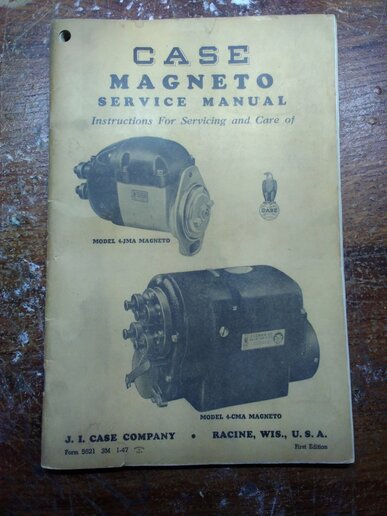 CASE
MAGNETO
SERVICE MANUAL
Instructions For Servicing and Care of
CASE
MODEL 4-JMA MAGNETO
MODEL 4-CMA MAGNETO
J. I. CASE COMPANY • RACINE, WIS., U. S. A.
Form 5621 3M 1-47
First Edition